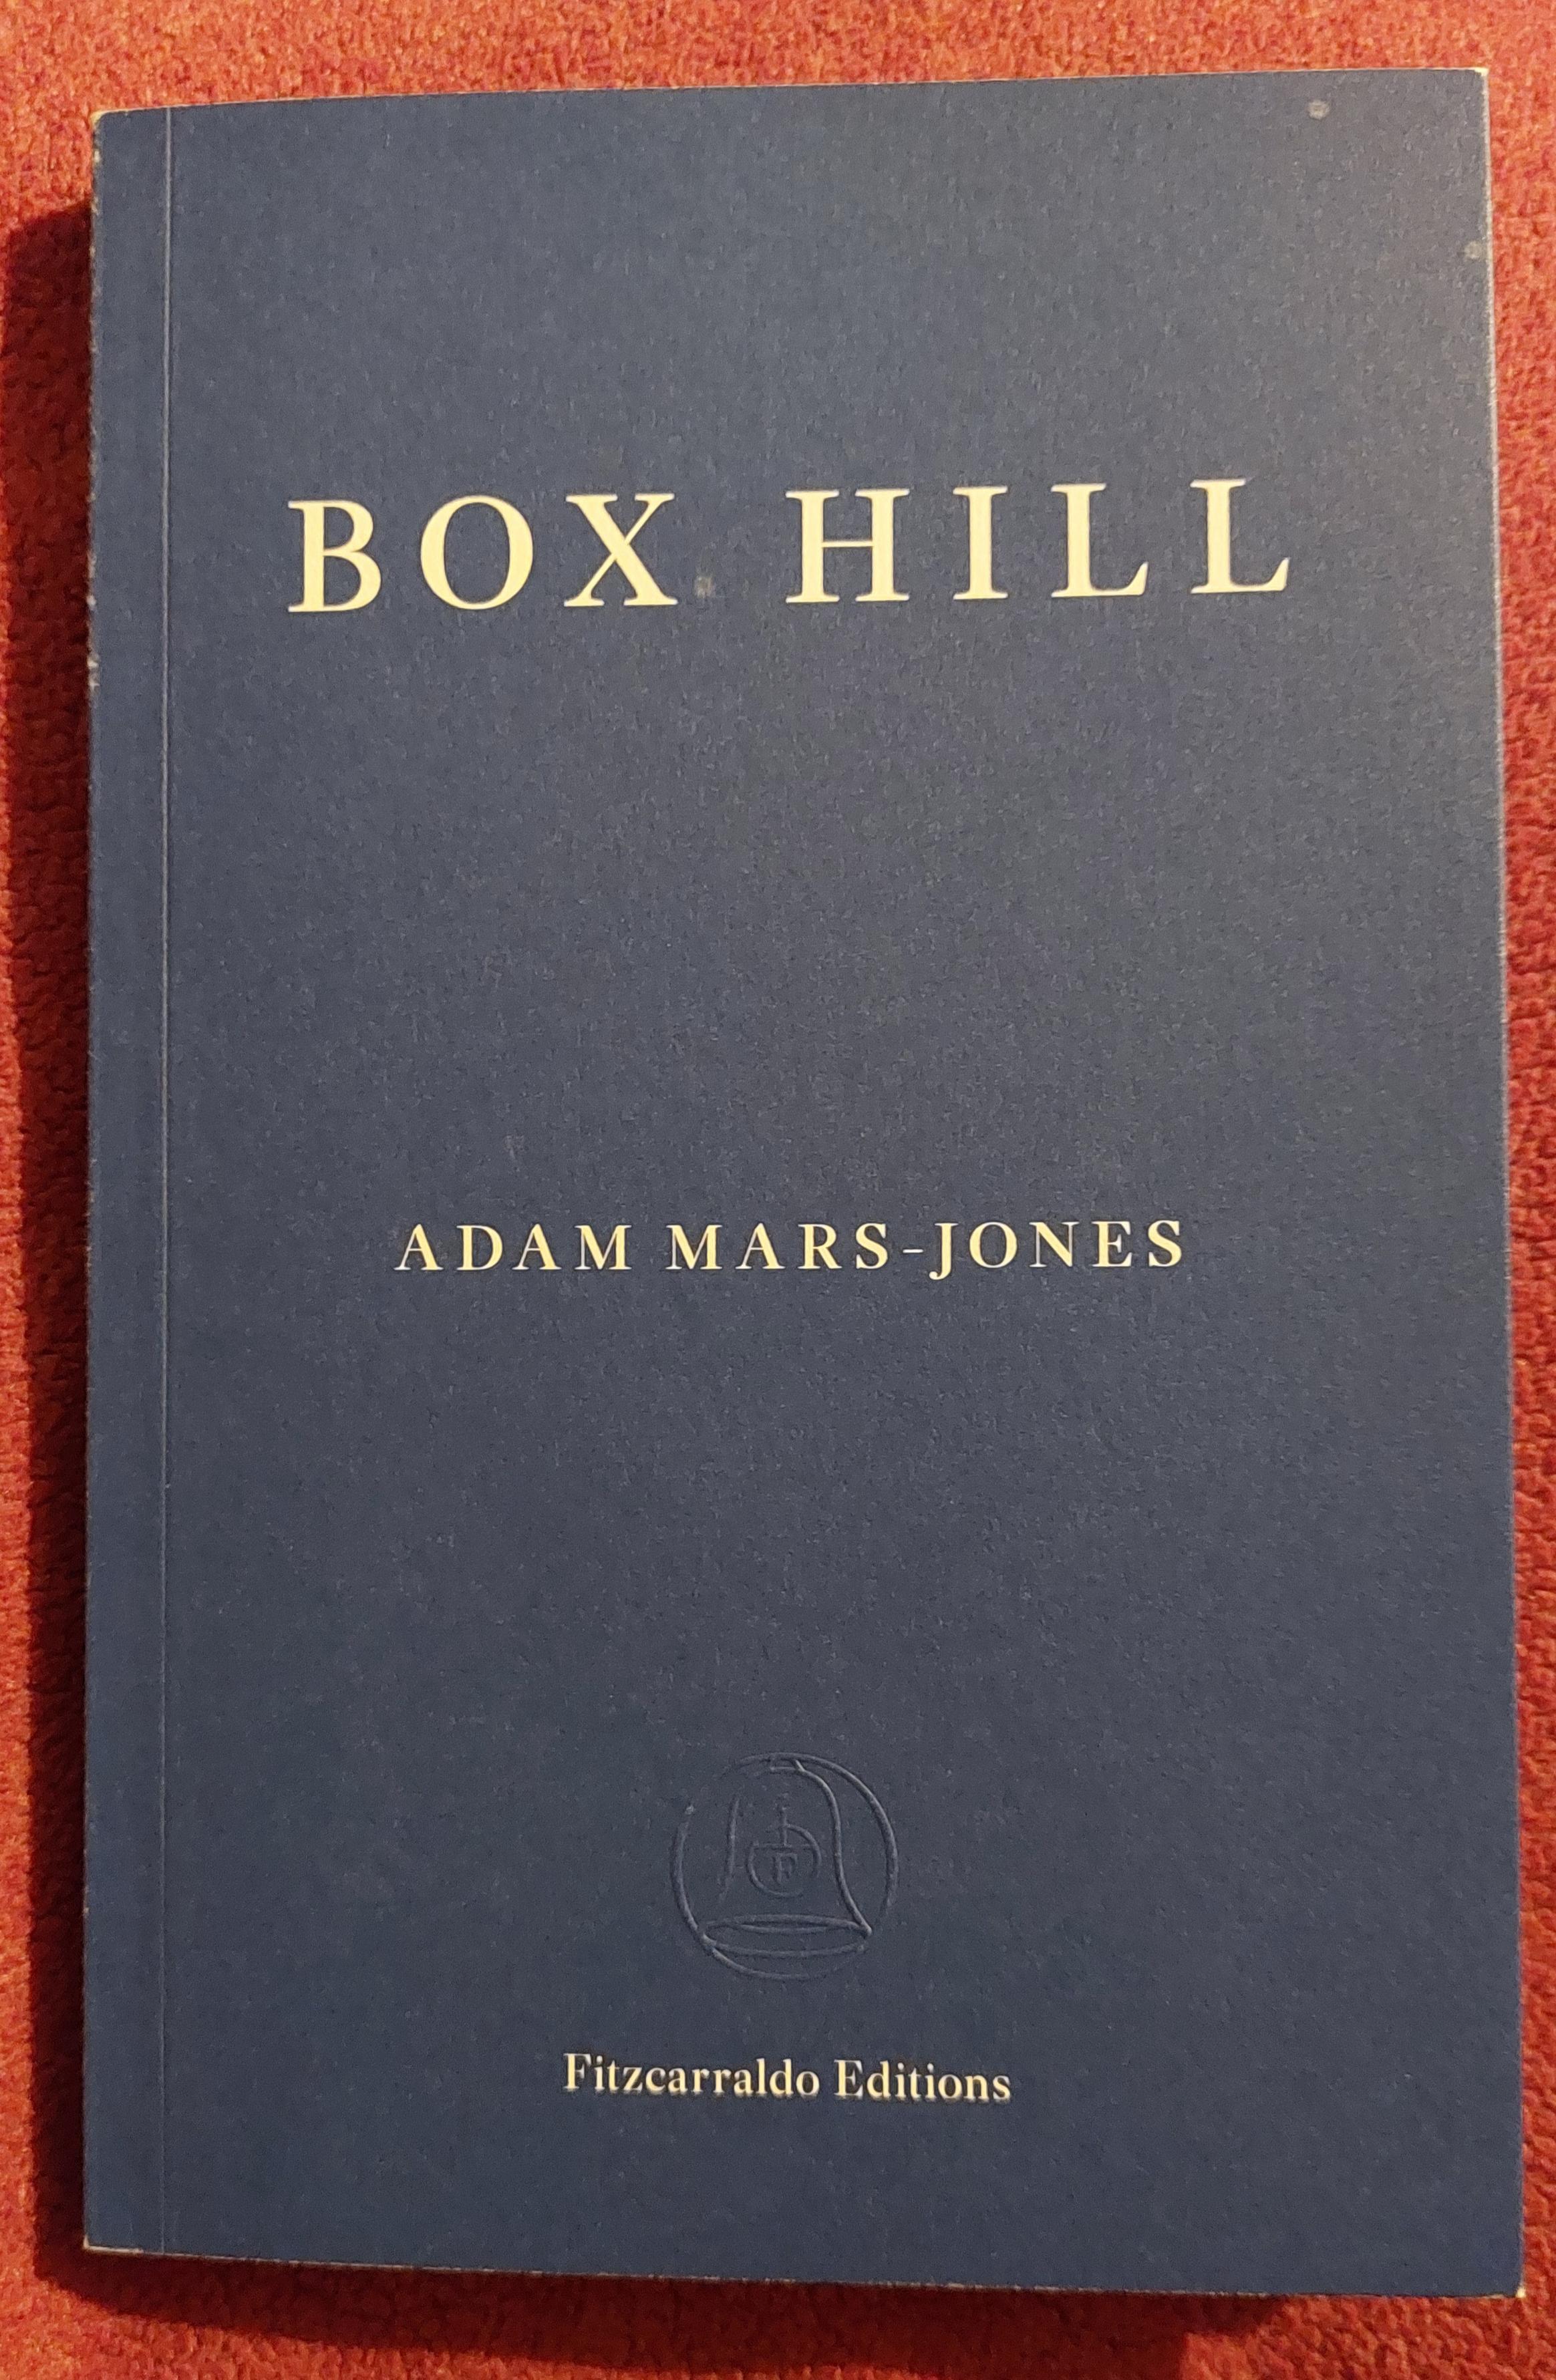 BOX HILL
ADAM MARS-JONES
F
Fitzcarraldo Editions